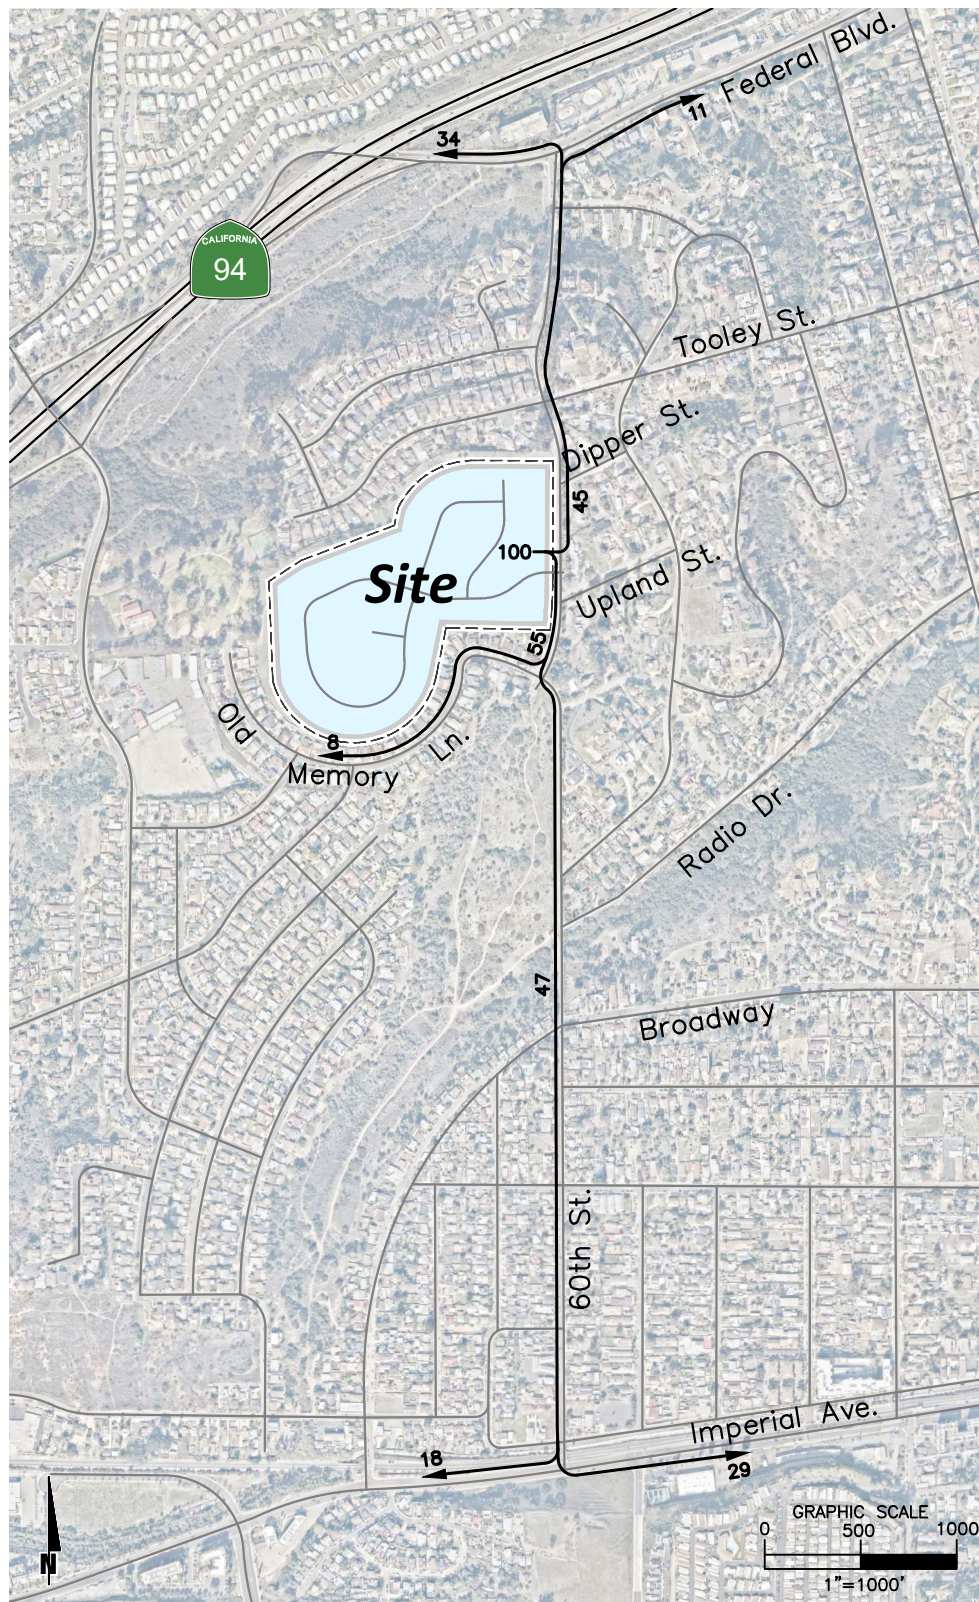 Federal Blvd.
11
34
CALIFORNIA
94
Tooley St.
Dipper St.
45
100
Site
Upland St.
55
Old
Memory
Ln.
8
Radio Dr.
47
Broadway
60th St.
Imperial Ave.
18
29
N
GRAPHIC SCALE
0 500 1000
1"=1000'